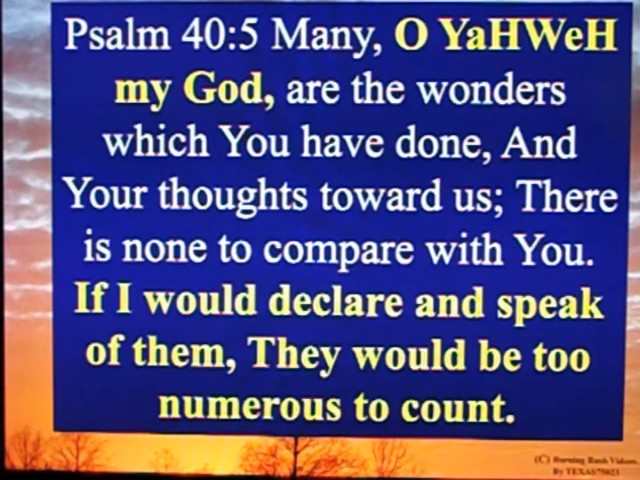 Psalm 40:5 Many, O YaHWeH
my God, are the wonders
which You have done, And
Your thoughts toward us; There
is none to compare with You.
If I would declare and speak
of them, They would be too
numerous to count.
(C) Burning Bush Videos
By TEXAS75023